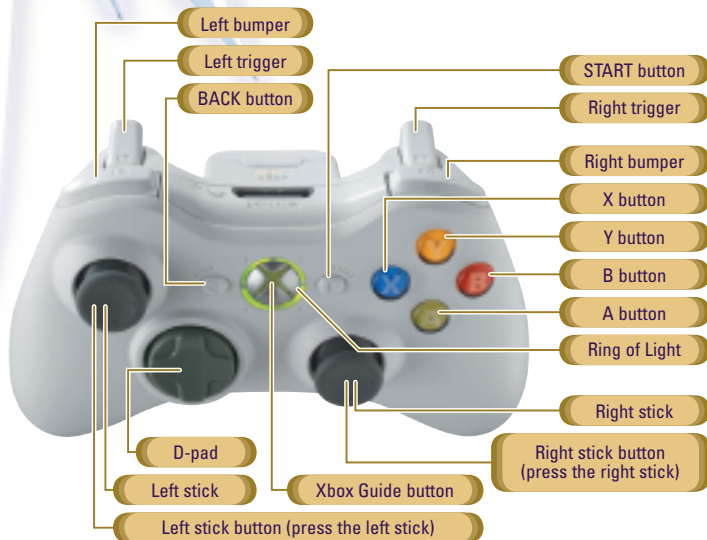 Left bumper
Left trigger
BACK button
START button
Right trigger
Right bumper
X button
Y button
B button
A button
Ring of Light
Right stick
Right stick button
(press the right stick)
D-pad
Left stick
Xbox Guide button
Left stick button (press the left stick)
X
B